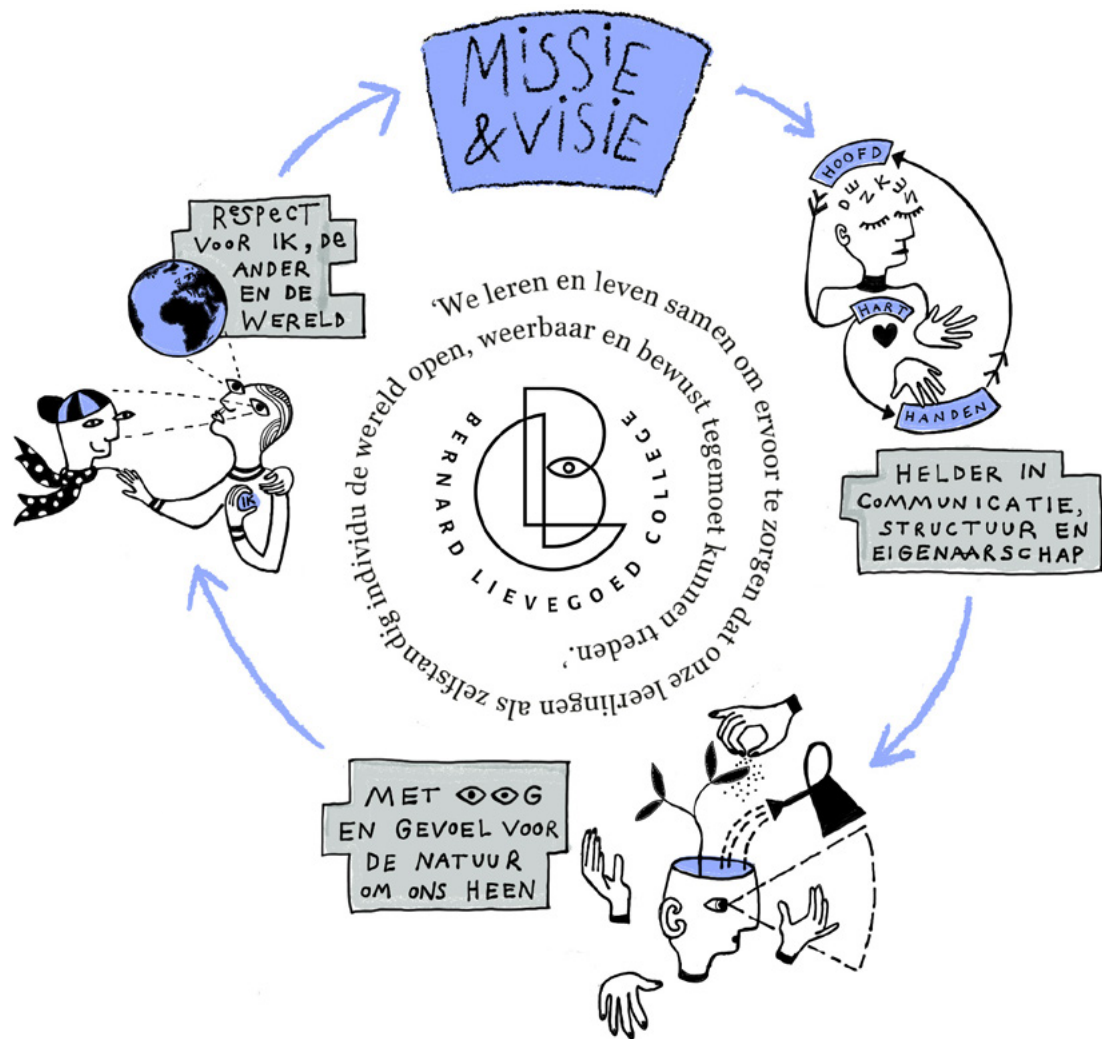 MiSSiE
& ViSiE
HOOFD
DENKEN
HART
HANDEN
HELDER IN
COMMUNICATIE,
STRUCTUUR EN
EIGENAARSCHAP
MET OOG
EN GEVOEL VOOR
DE NATUUR
OM ONS HEEN
RESPECT
VOOR IK, De
ANDER
EN DE
WERELD
IK
‘We leren en leven samen om ervoor te zorgen dat onze leerlingen als zelfstandig individu de wereld open, weerbaar en bewust tegemoet kunnen treden.’
BERNARD LIEVEGOED COLLEGE